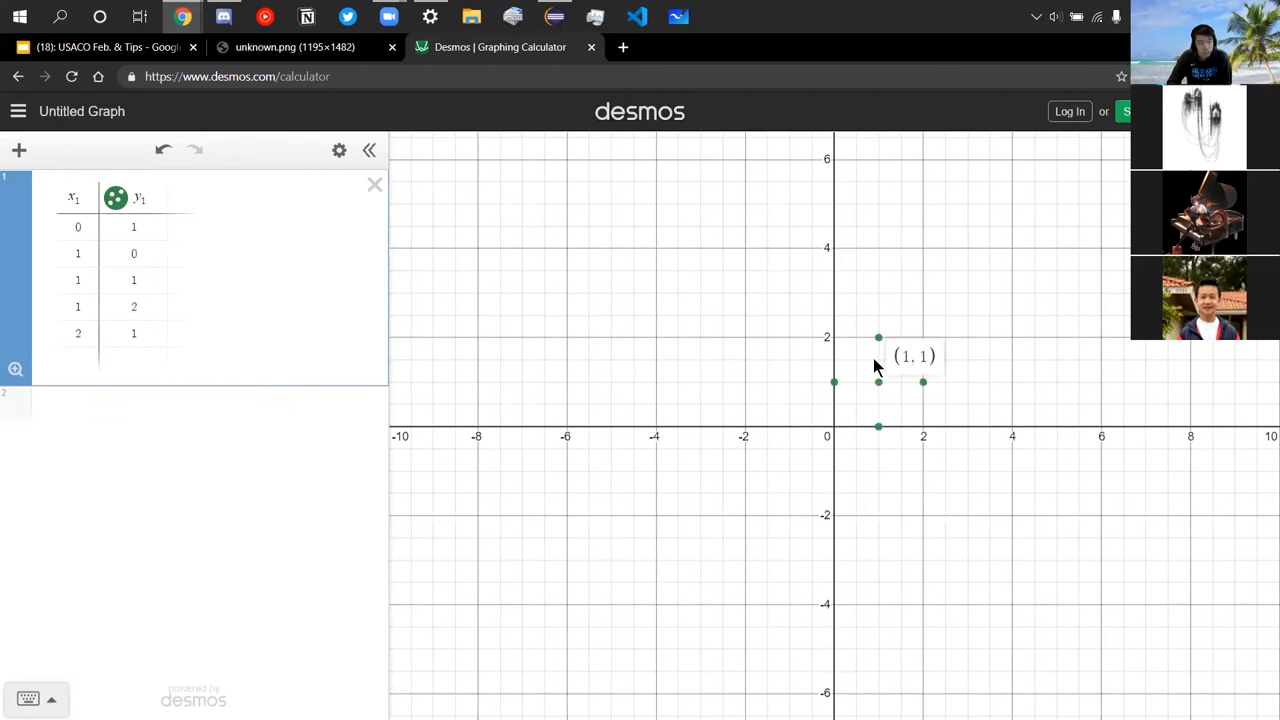 (18): USACO Feb. & Tips - Googl
unknown.png (1195×1482)
Desmos | Graphing Calculator
https://www.desmos.com/calculator
Untitled Graph
desmos
Log In or S
1
x₁ y₁
0 1
1 0
1 1
1 2
2 1
2
6
4
2
(1, 1)
-10 -8 -6 -4 -2 0 2 4 6 8 10
-2
-4
-6
powered by
desmos